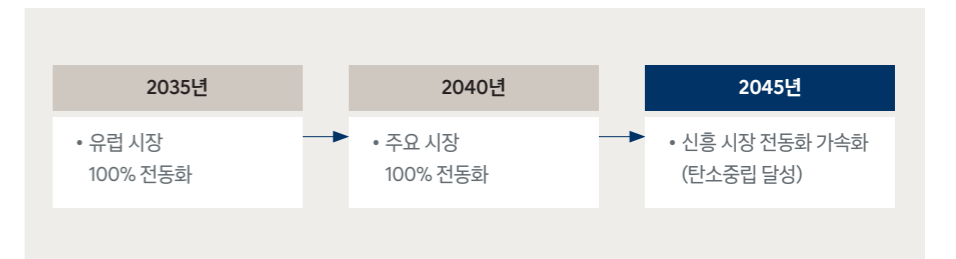 2035년
• 유럽 시장
100% 전동화
2040년
• 주요 시장
100% 전동화
2045년
• 신흥 시장 전동화 가속화
(탄소중립 달성)